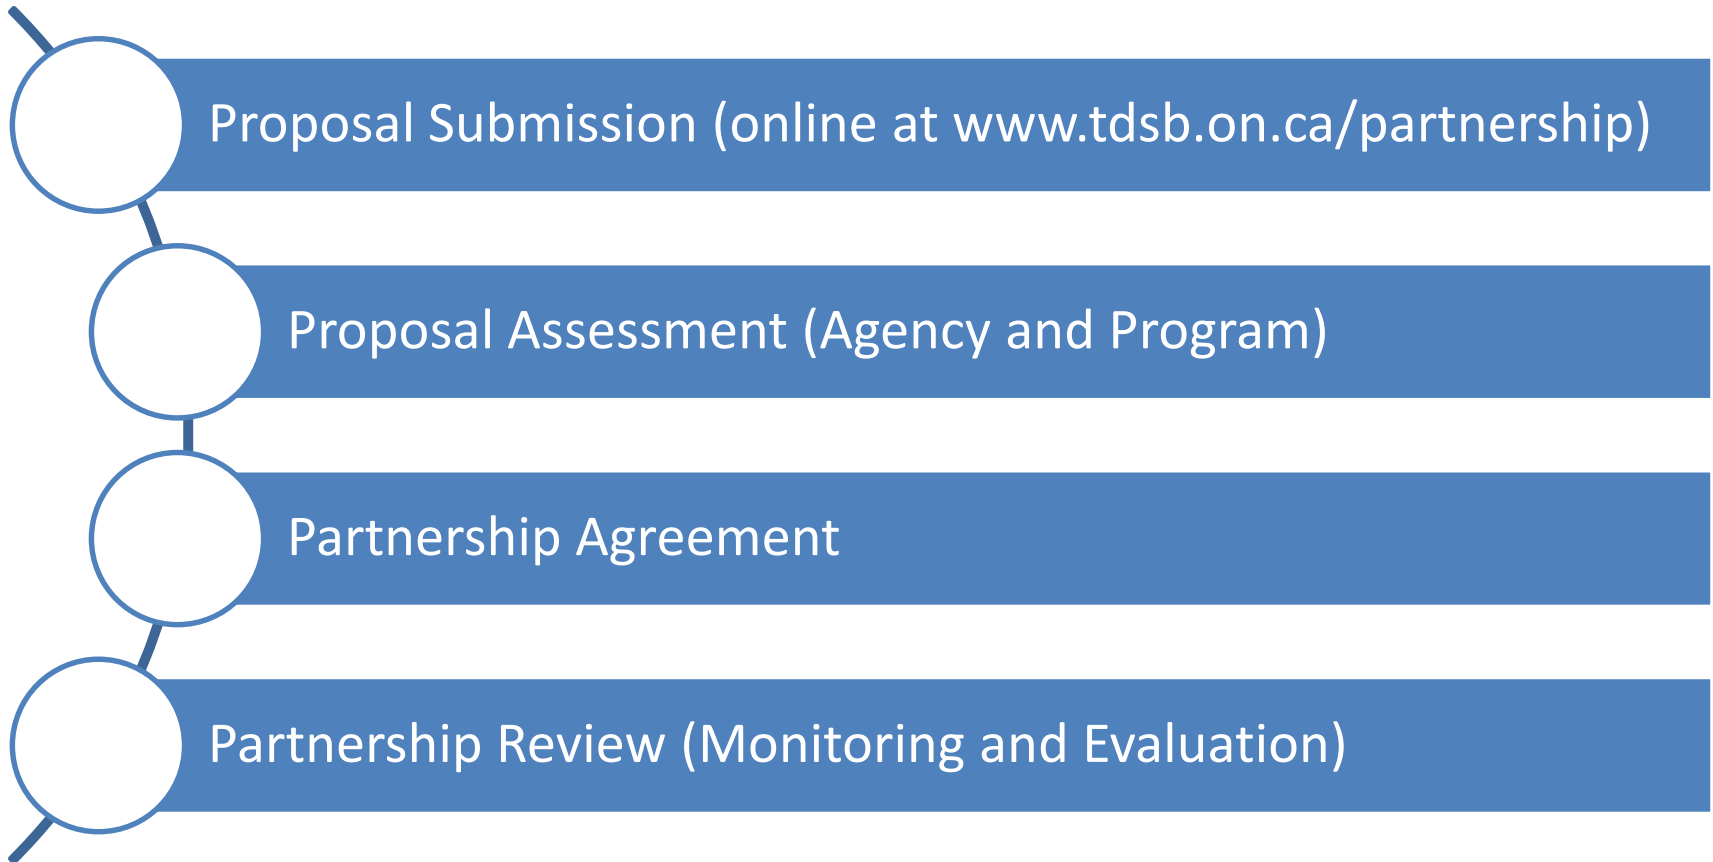 Proposal Submission (online at www.tdsb.on.ca/partnership)
Proposal Assessment (Agency and Program)
Partnership Agreement
Partnership Review (Monitoring and Evaluation)